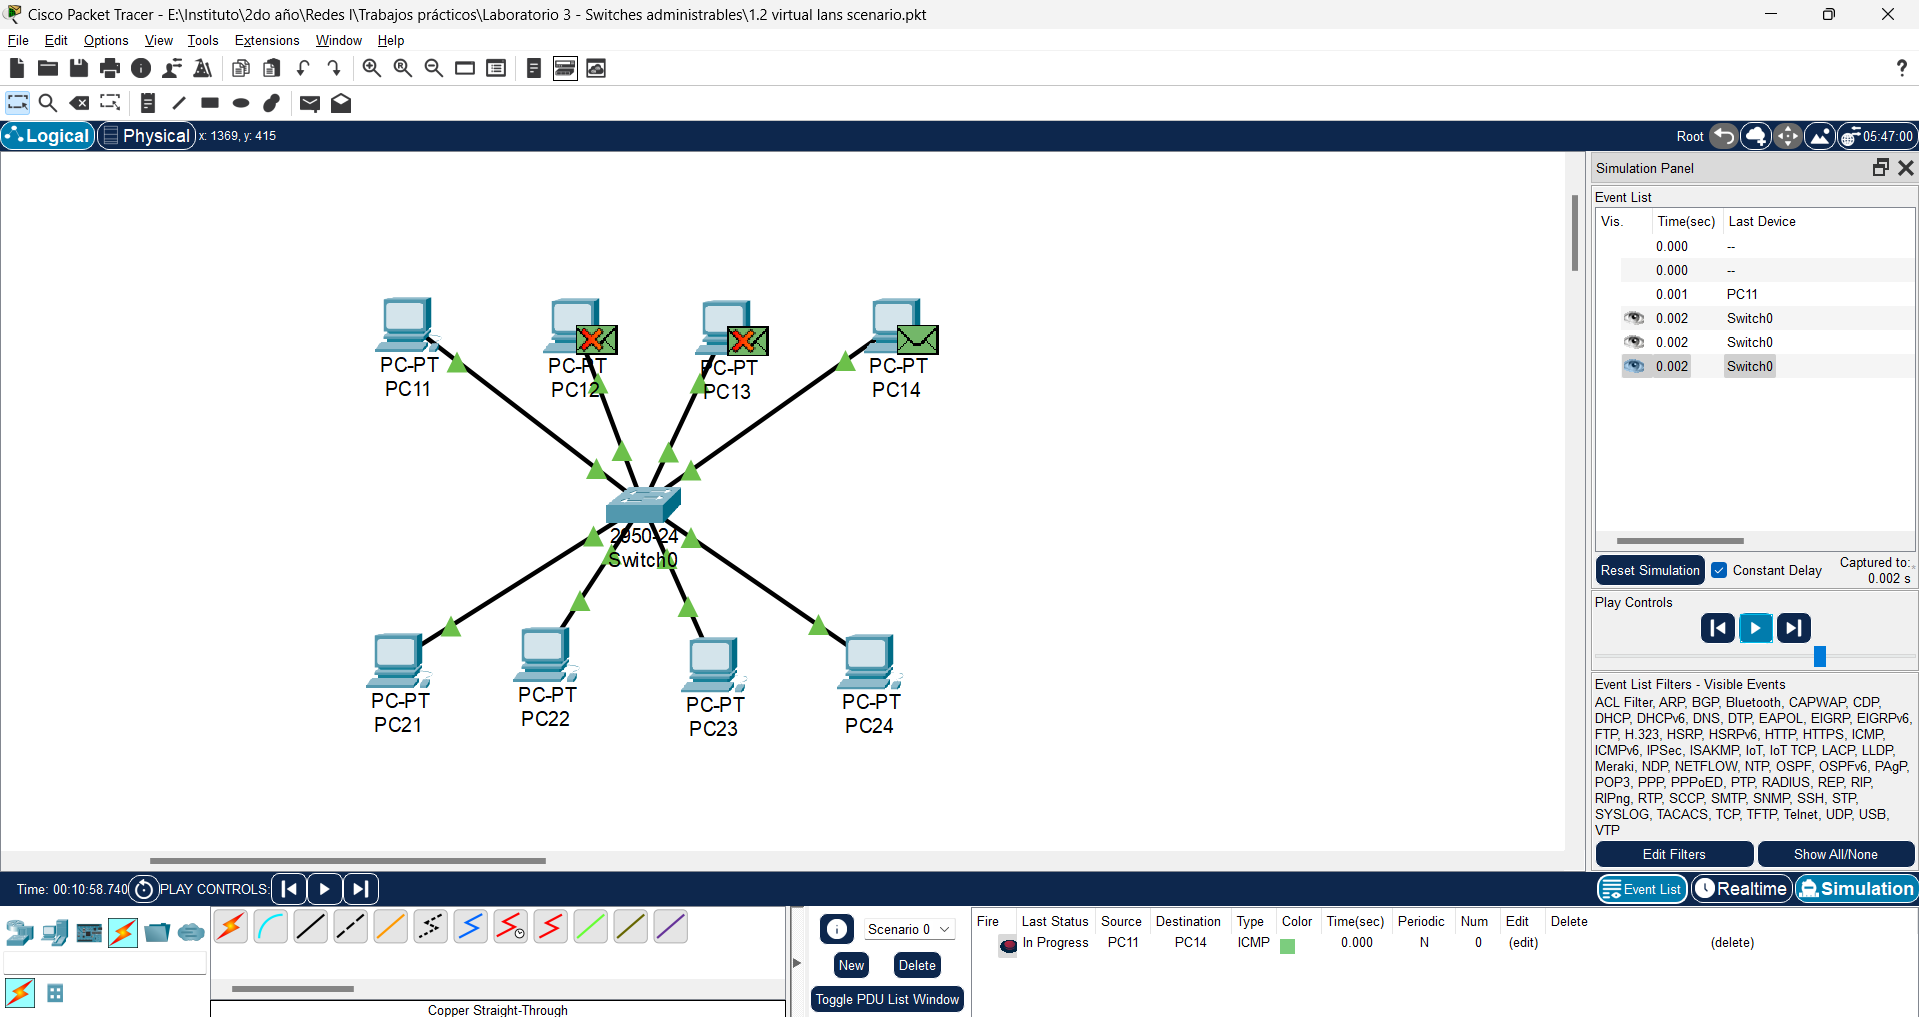 Cisco Packet Tracer - E:\Instituto\2do año\Redes I\Trabajos prácticos\Laboratorio 3 - Switches administrables\1.2 virtual lans scenario.pkt
File Edit Options View Tools Extensions Window Help
Logical Physical x: 1369, y: 415
Root 05:47:00
Simulation Panel
Event List
Vis. Time(sec) Last Device
0.000 --
0.000 --
0.001 PC11
0.002 Switch0
0.002 Switch0
0.002 Switch0
PC-PT
PC11
PC-PT
PC12
PC-PT
PC13
PC-PT
PC14
2950-24
Switch0
PC-PT
PC21
PC-PT
PC22
PC-PT
PC23
PC-PT
PC24
Reset Simulation Constant Delay Captured to:
0.002 s
Play Controls
Event List Filters - Visible Events
ACL Filter, ARP, BGP, Bluetooth, CAPWAP, CDP,
DHCP, DHCPv6, DNS, DTP, EAPOL, EIGRP, EIGRPv6,
FTP, H.323, HSRP, HSRPv6, HTTP, HTTPS, ICMP,
ICMPv6, IPSec, ISAKMP, IoT, IoT TCP, LACP, LLDP,
Meraki, NDP, NETFLOW, NTP, OSPF, OSPFv6, PAgP,
POP3, PPP, PPPoED, PTP, RADIUS, REP, RIP,
RIPng, RTP, SCCP, SMTP, SNMP, SSH, STP,
SYSLOG, TACACS, TCP, TFTP, Telnet, UDP, USB,
VTP
Edit Filters Show All/None
Time: 00:10:58.740 PLAY CONTROLS: Event List Realtime Simulation
Scenario 0
New Delete
Toggle PDU List Window
Fire Last Status Source Destination Type Color Time(sec) Periodic Num Edit Delete
In Progress PC11 PC14 ICMP 0.000 N 0 (edit) (delete)
Copper Straight-Through